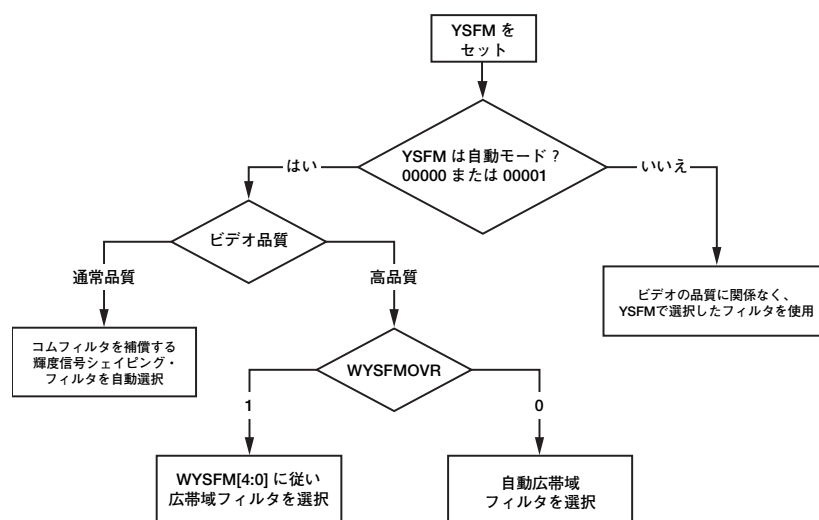 YSFM を
セット
YSFM は自動モード?
00000 または 00001
はい
いいえ
ビデオ品質
通常品質
高品質
ビデオの品質に関係なく、
YSFMで選択したフィルタを使用
コムフィルタを補償する
輝度信号シェイピング・
フィルタを自動選択
WYSFMOVR
1
0
WYSFM[4:0] に従い
広帯域フィルタを選択
自動広帯域
フィルタを選択